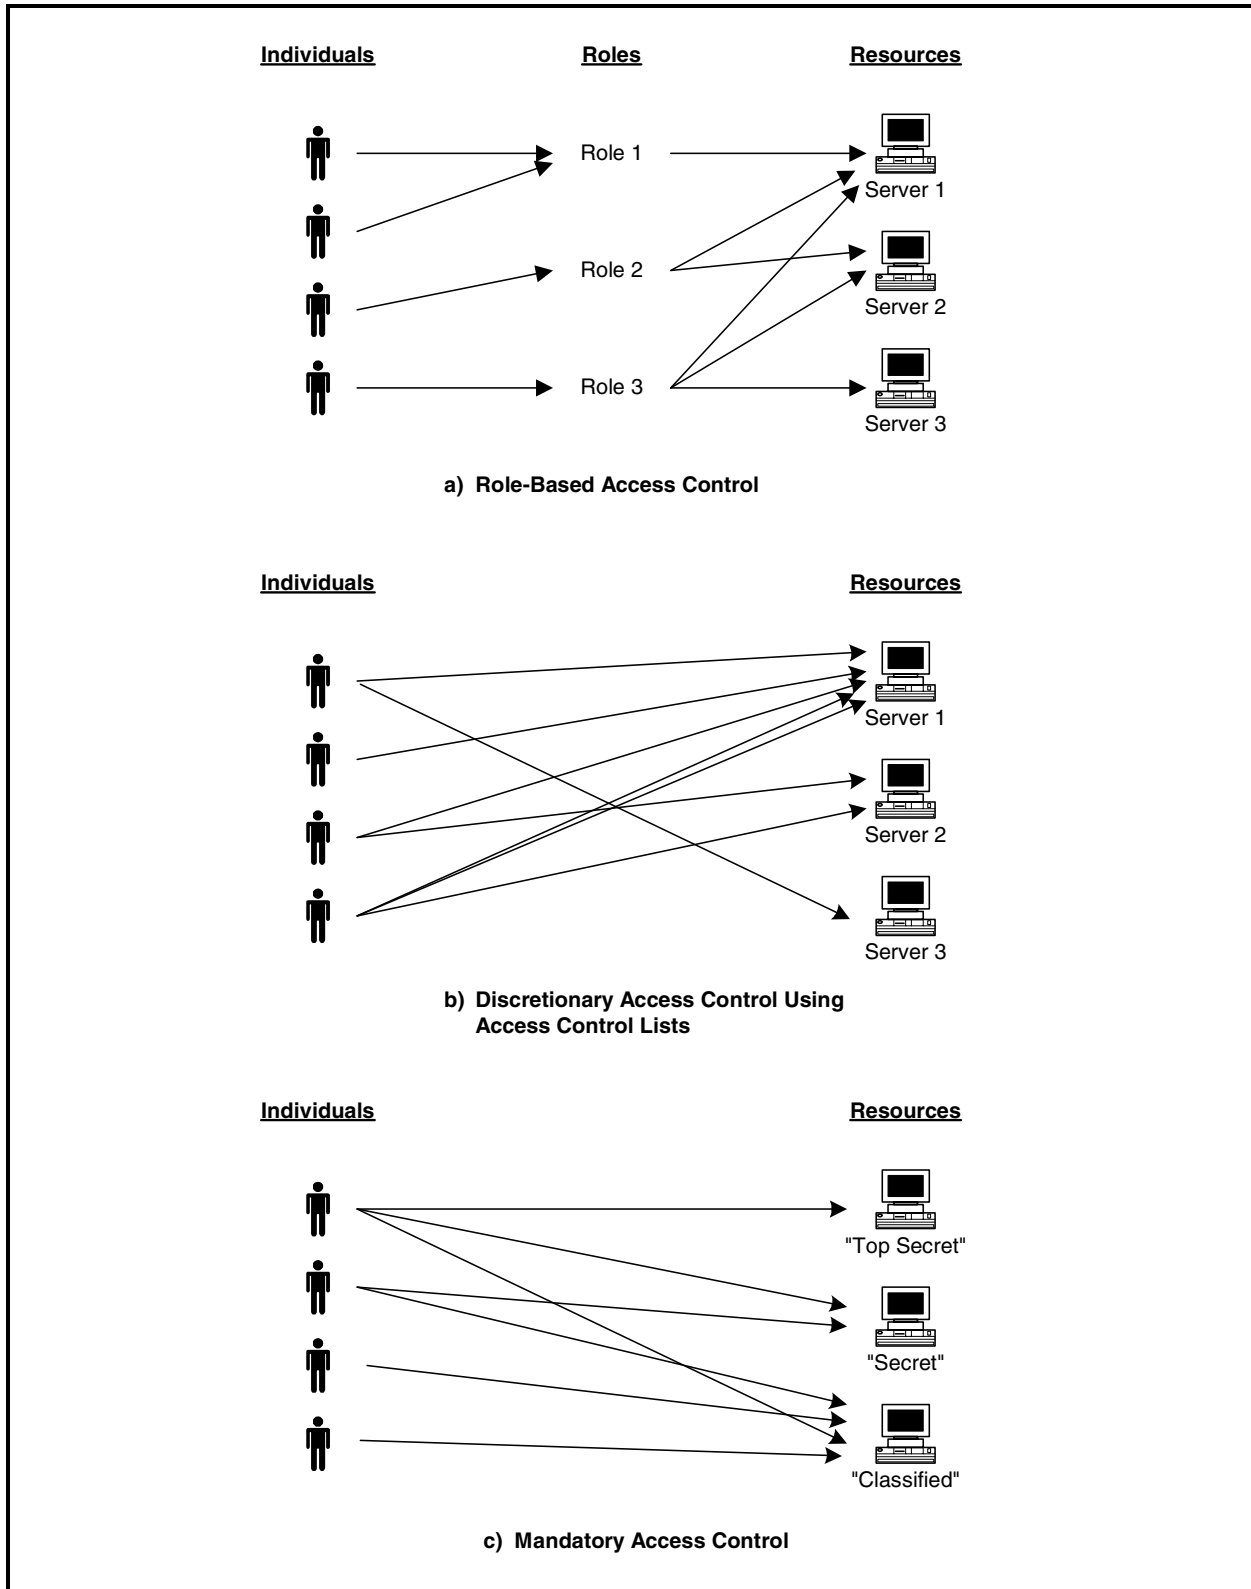 Individuals Roles Resources
Role 1
Server 1
Role 2
Server 2
Role 3
Server 3
a) Role-Based Access Control
Individuals Resources
Server 1
Server 2
Server 3
b) Discretionary Access Control Using
Access Control Lists
Individuals Resources
"Top Secret"
"Secret"
"Classified"
c) Mandatory Access Control